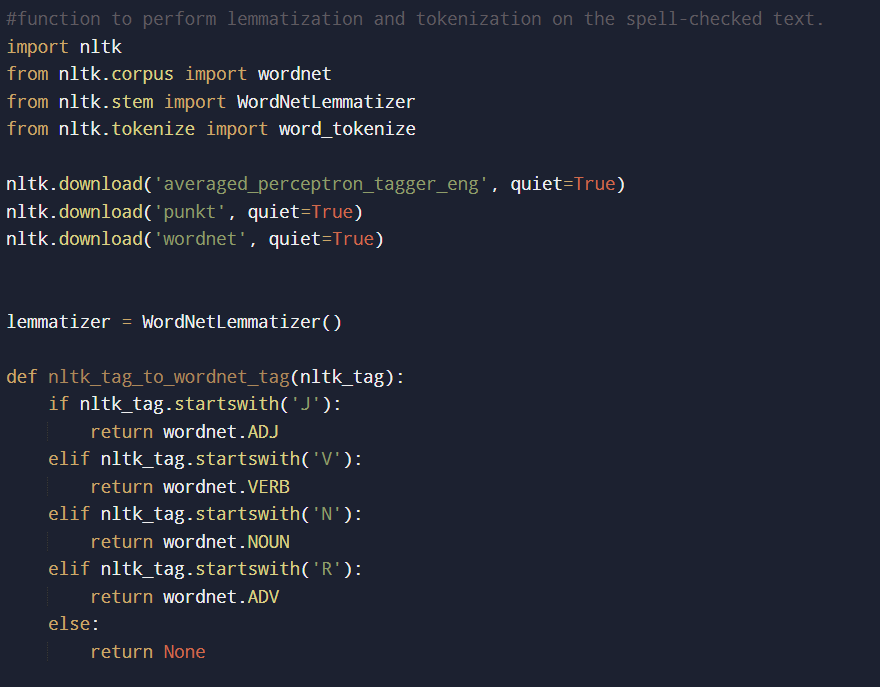 #function to perform lemmatization and tokenization on the spell-checked text.
import nltk
from nltk.corpus import wordnet
from nltk.stem import WordNetLemmatizer
from nltk.tokenize import word_tokenize

nltk.download('averaged_perceptron_tagger_eng', quiet=True)
nltk.download('punkt', quiet=True)
nltk.download('wordnet', quiet=True)


lemmatizer = WordNetLemmatizer()

def nltk_tag_to_wordnet_tag(nltk_tag):
    if nltk_tag.startswith('J'):
        return wordnet.ADJ
    elif nltk_tag.startswith('V'):
        return wordnet.VERB
    elif nltk_tag.startswith('N'):
        return wordnet.NOUN
    elif nltk_tag.startswith('R'):
        return wordnet.ADV
    else:
        return None